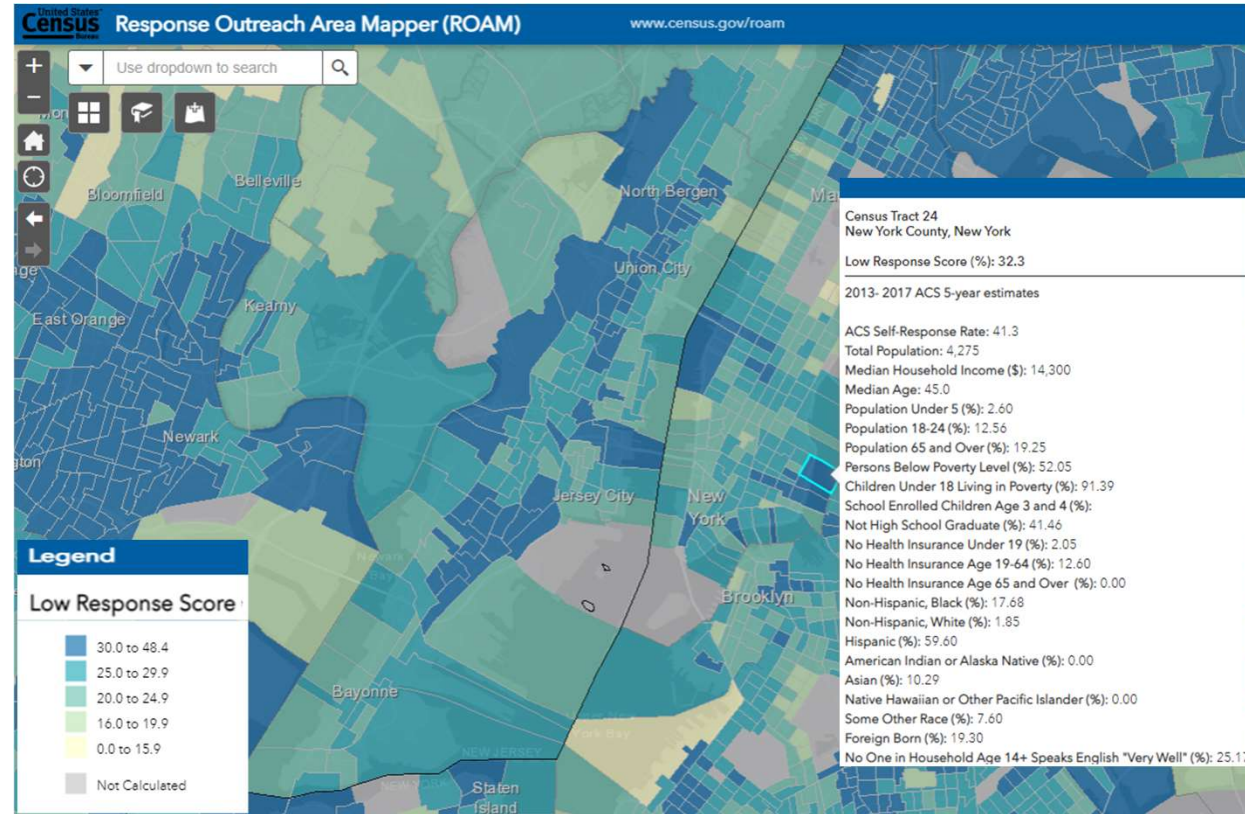 United States®
Census
Bureau
Response Outreach Area Mapper (ROAM)
www.census.gov/roam
Use dropdown to search
Bloomfield
Belleville
North Bergen
Union City
Kearny
East Orange
Newark
Jersey City
New
York
Newark
Bay
Brooklyn
Bayonne
York Bay
NEW JERSEY
NEW YORK
Staten
Island
Census Tract 24
New York County, New York
Low Response Score (%): 32.3
2013- 2017 ACS 5-year estimates
ACS Self-Response Rate: 41.3
Total Population: 4,275
Median Household Income ($): 14,300
Median Age: 45.0
Population Under 5 (%): 2.60
Population 18-24 (%): 12.56
Population 65 and Over (%): 19.25
Persons Below Poverty Level (%): 52.05
Children Under 18 Living in Poverty (%): 91.39
School Enrolled Children Age 3 and 4 (%):
Not High School Graduate (%): 41.46
No Health Insurance Under 19 (%): 2.05
No Health Insurance Age 19-64 (%): 12.60
No Health Insurance Age 65 and Over (%): 0.00
Non-Hispanic, Black (%): 17.68
Non-Hispanic, White (%): 1.85
Hispanic (%): 59.60
American Indian or Alaska Native (%): 0.00
Asian (%): 10.29
Native Hawaiian or Other Pacific Islander (%): 0.00
Some Other Race (%): 7.60
Foreign Born (%): 19.30
No One in Household Age 14+ Speaks English "Very Well" (%): 25.17
Legend
Low Response Score
30.0 to 48.4
25.0 to 29.9
20.0 to 24.9
16.0 to 19.9
0.0 to 15.9
Not Calculated